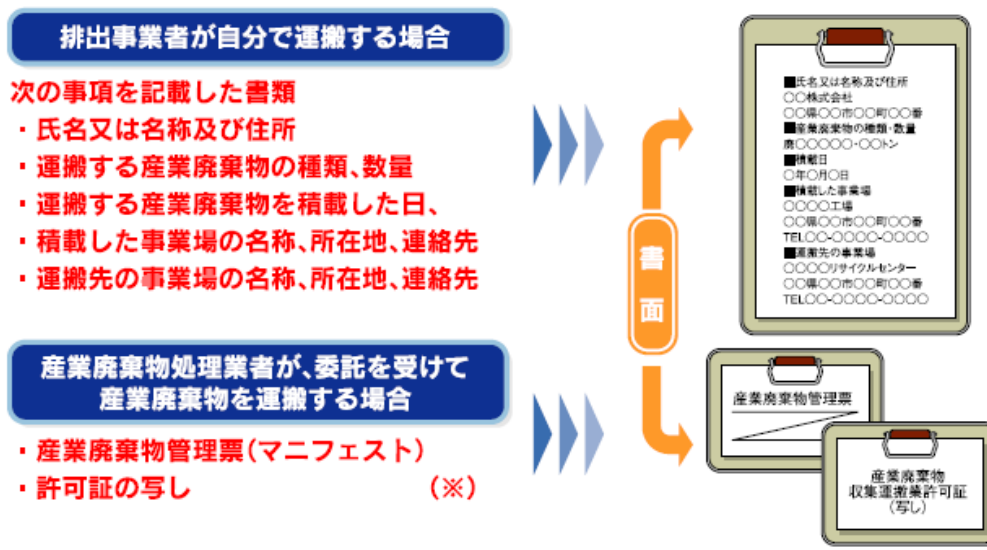 排出事業者が自分で運搬する場合
次の事項を記載した書類
・氏名又は名称及び住所
・運搬する産業廃棄物の種類、数量
・運搬する産業廃棄物を積載した日、
・積載した事業場の名称、所在地、連絡先
・運搬先の事業場の名称、所在地、連絡先
産業廃棄物処理業者が、委託を受けて
産業廃棄物を運搬する場合
・産業廃棄物管理票(マニフェスト)
・許可証の写し (※)
書面
■氏名又は名称及び住所
○○株式会社
○○県○○市○○町○○番
■産業廃棄物の種類・数量
廃○○○○○・○○トン
■積載日
○年○月○日
■積載した事業場
○○○○工場
○○県○○市○○町○○番
TEL○○-○○○○-○○○○
■運搬先の事業場
○○○○リサイクルセンター
○○県○○市○○町○○番
TEL○○-○○○○-○○○○
産業廃棄物管理票
産業廃棄物
収集運搬業許可証
(写し)